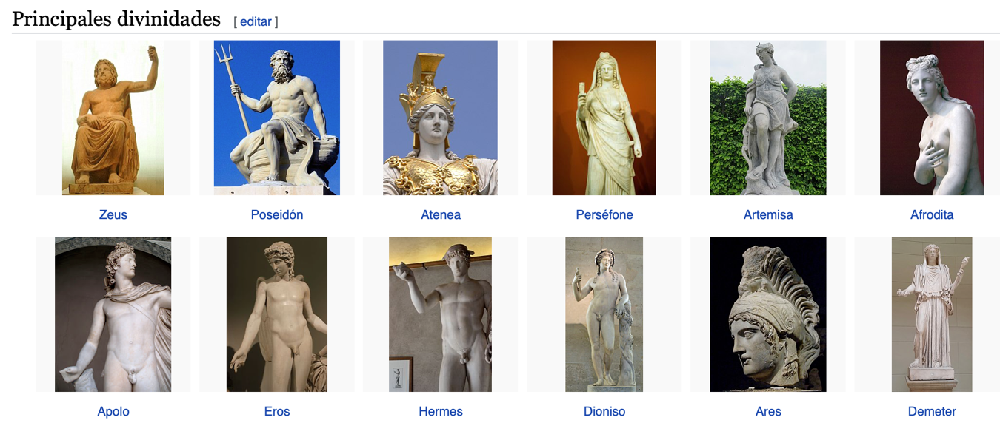 Principales divinidades [ editar ]
Zeus Poseidón Atenea Perséfone Artemisa Afrodita
Apolo Eros Hermes Dioniso Ares Demeter